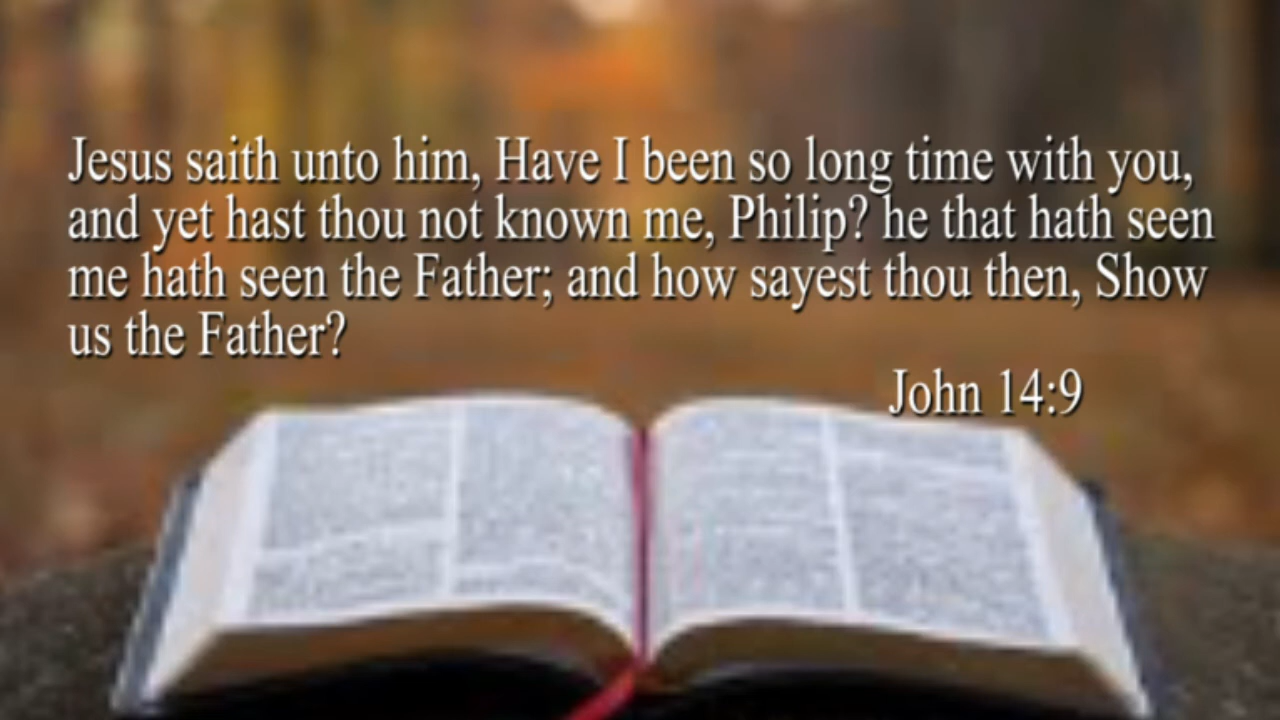 Jesus saith unto him, Have I been so long time with you,
and yet hast thou not known me, Philip? he that hath seen
me hath seen the Father; and how sayest thou then, Show
us the Father?
John 14:9